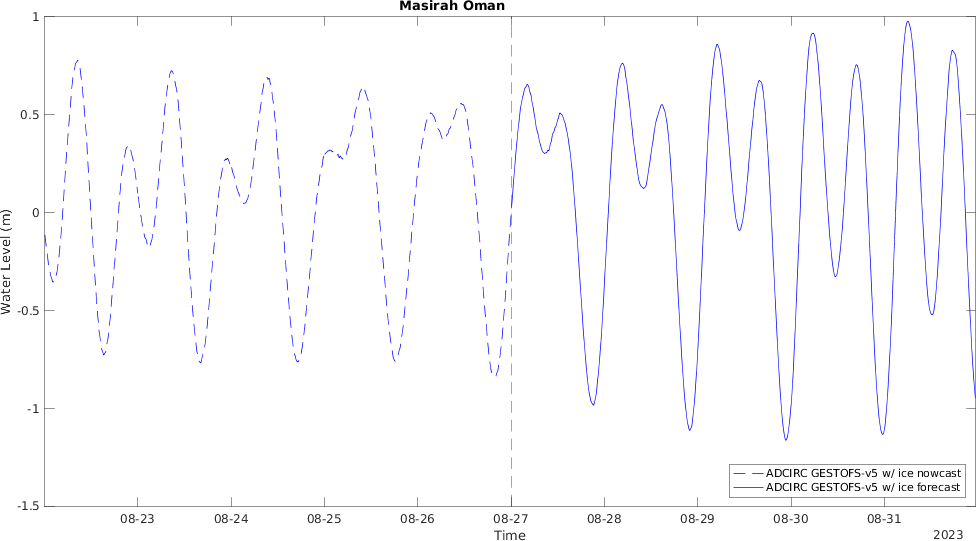 Masirah Oman
1
0.5
0
-0.5
-1
-1.5
Water Level (m)
08-23 08-24 08-25 08-26 08-27 08-28 08-29 08-30 08-31
Time
2023
ADCIRC GESTOFS-v5 w/ ice nowcast
ADCIRC GESTOFS-v5 w/ ice forecast